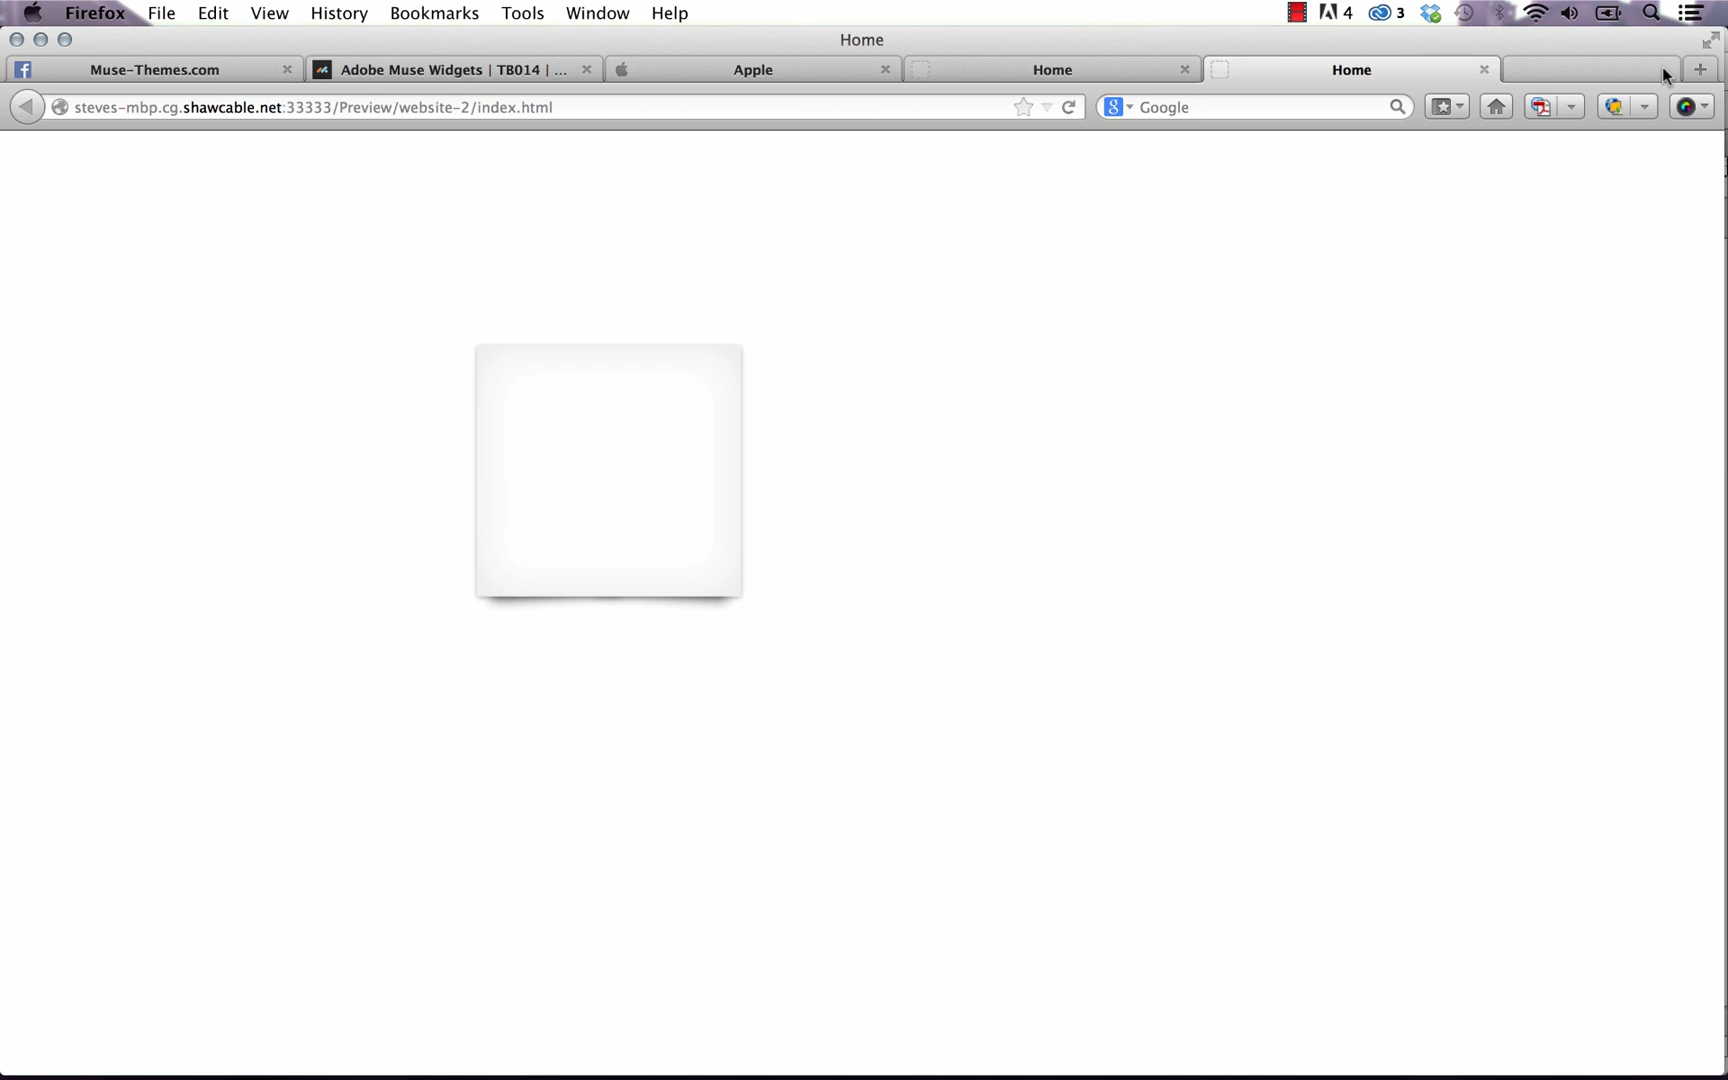 Firefox File Edit View History Bookmarks Tools Window Help 4 3
Home
Muse-Themes.com Adobe Muse Widgets | TB014 | ... Apple Home Home
steves-mbp.cg.shawcable.net:33333/Preview/website-2/index.html Google